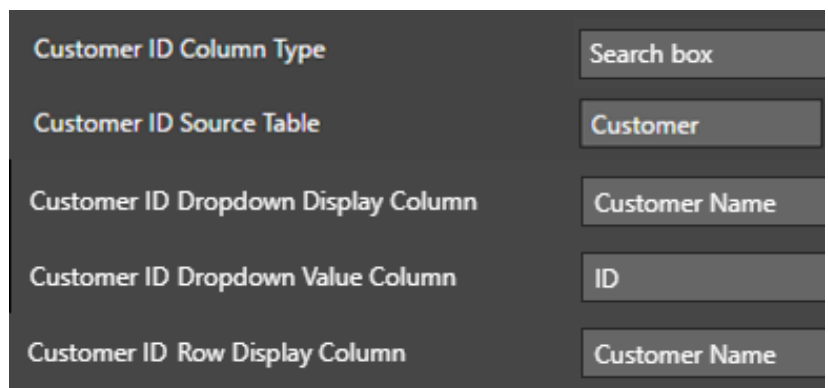 Customer ID Column Type Search box
Customer ID Source Table Customer
Customer ID Dropdown Display Column Customer Name
Customer ID Dropdown Value Column ID
Customer ID Row Display Column Customer Name